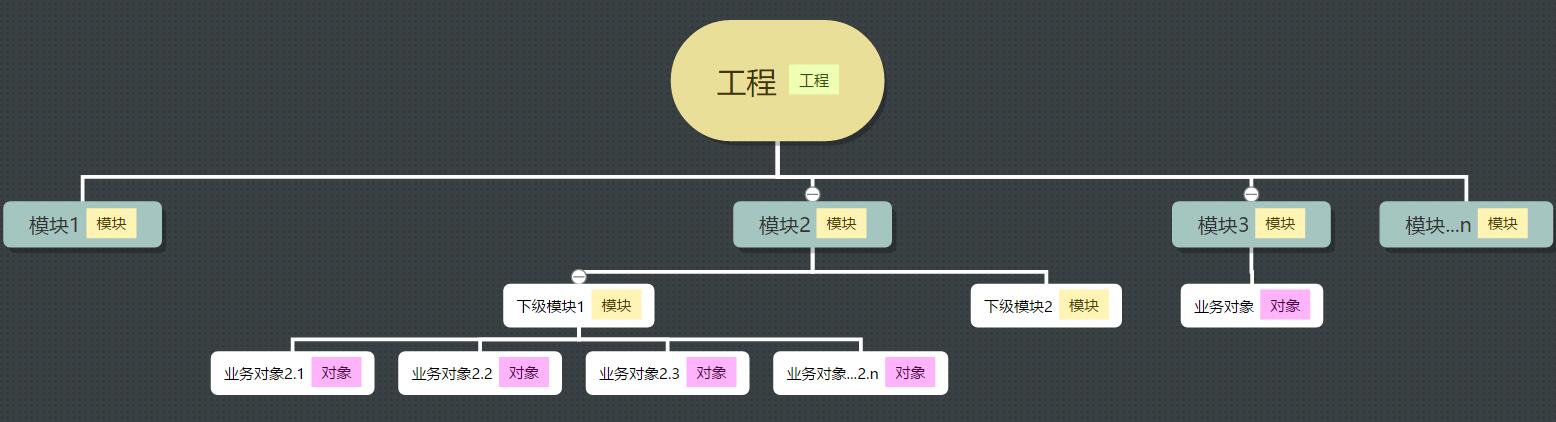 工程 工程
模块1 模块 模块2 模块 模块3 模块 模块...n 模块
下级模块1 模块 下级模块2 模块 业务对象 对象
业务对象2.1 对象 业务对象2.2 对象 业务对象2.3 对象 业务对象...2.n 对象